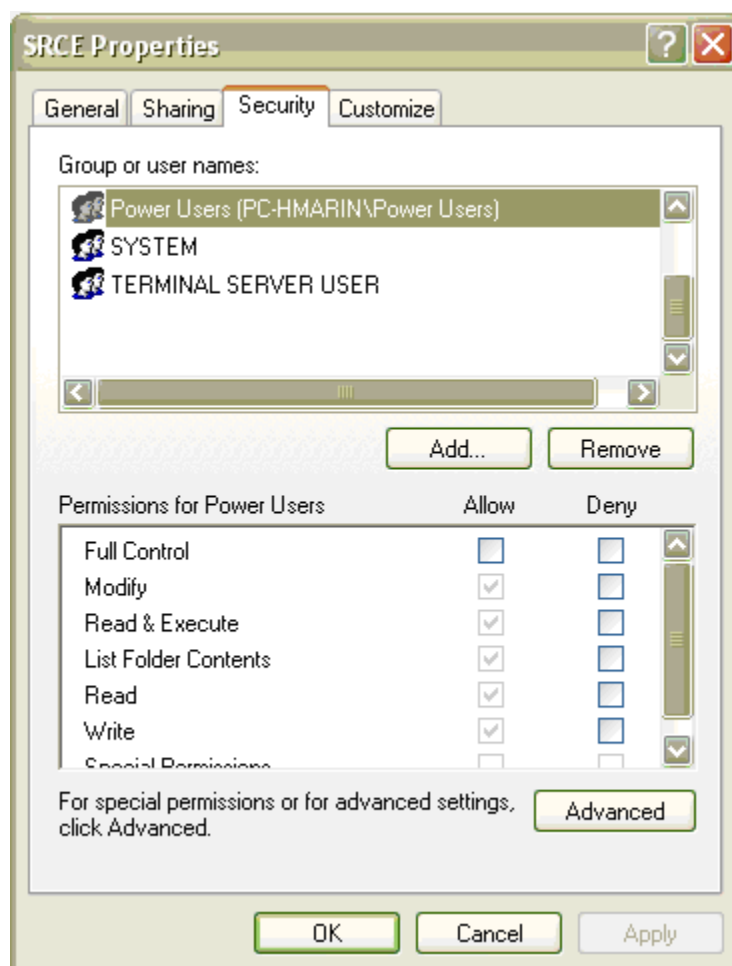 SRCE Properties
General Sharing Security Customize
Group or user names:
Power Users (PC-HMARIN\Power Users)
SYSTEM
TERMINAL SERVER USER
Add... Remove
Permissions for Power Users Allow Deny
Full Control
Modify
Read & Execute
List Folder Contents
Read
Write
Special Permissions
For special permissions or for advanced settings,
click Advanced.
Advanced
OK Cancel Apply